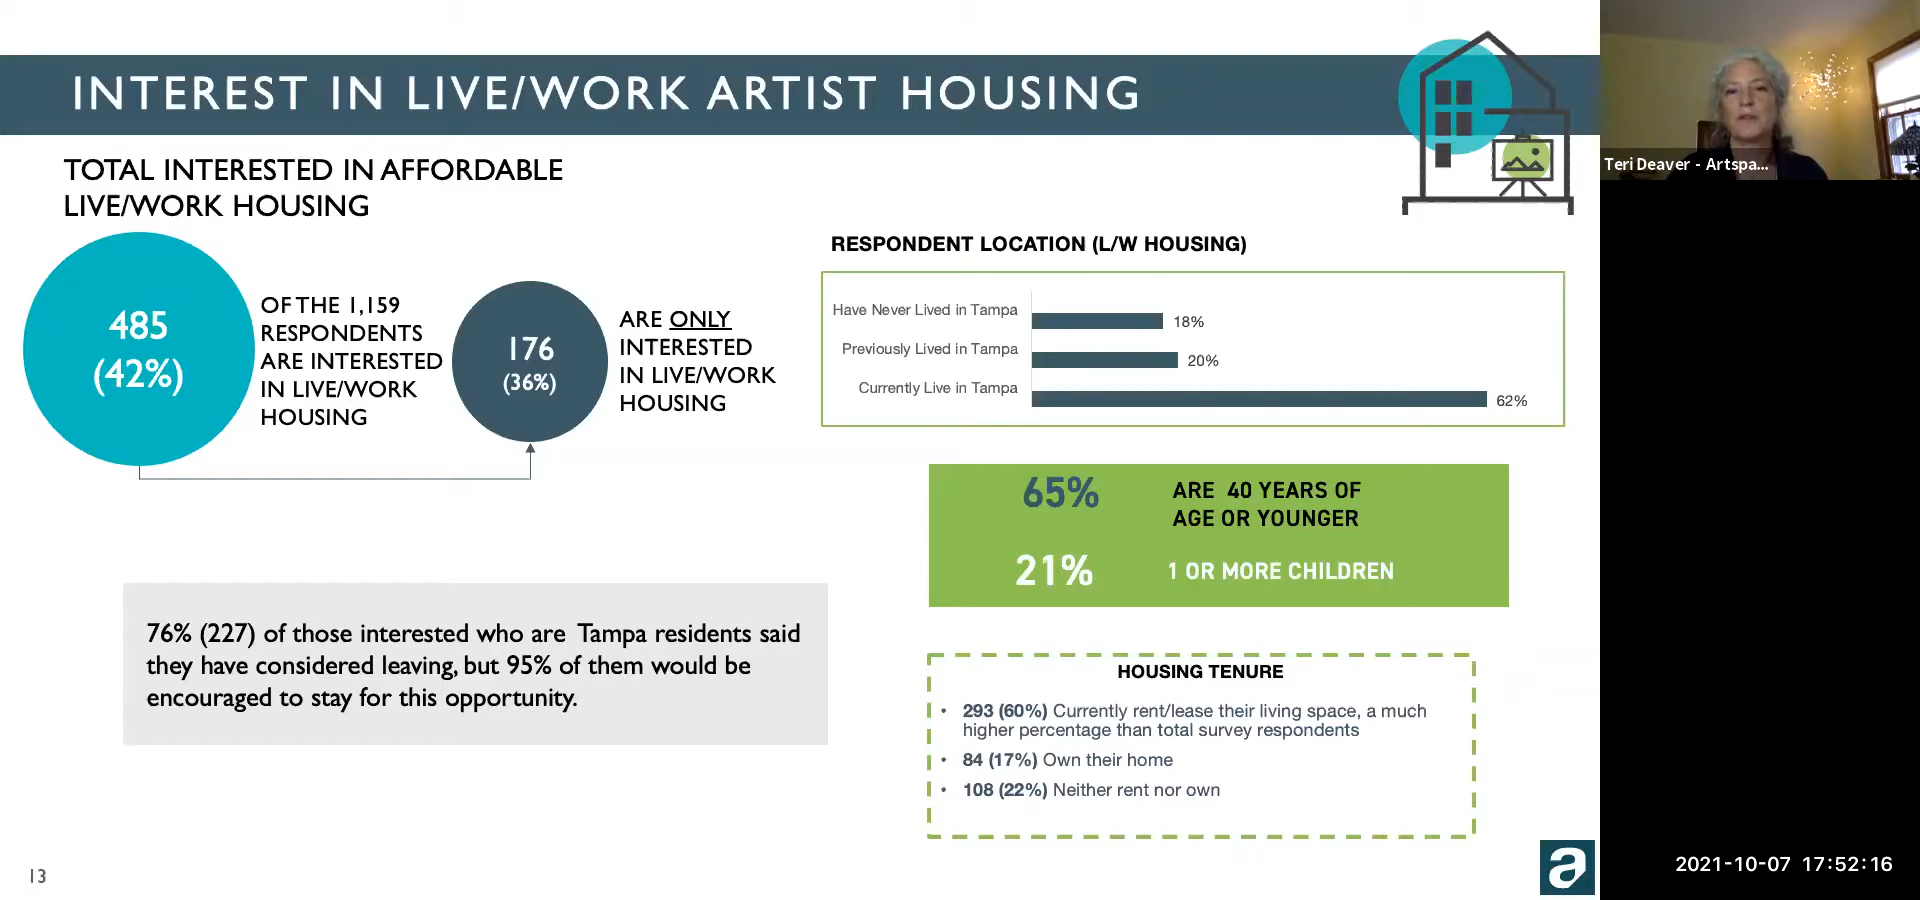 INTEREST IN LIVE/WORK ARTIST HOUSING
TOTAL INTERESTED IN AFFORDABLE
LIVE/WORK HOUSING
485
(42%)
OF THE 1,159
RESPONDENTS
ARE INTERESTED
IN LIVE/WORK
HOUSING
176
(36%)
ARE ONLY
INTERESTED
IN LIVE/WORK
HOUSING
RESPONDENT LOCATION (L/W HOUSING)
Have Never Lived in Tampa 18%
Previously Lived in Tampa 20%
Currently Live in Tampa 62%
65% ARE 40 YEARS OF
AGE OR YOUNGER
21% 1 OR MORE CHILDREN
76% (227) of those interested who are Tampa residents said
they have considered leaving, but 95% of them would be
encouraged to stay for this opportunity.
HOUSING TENURE
• 293 (60%) Currently rent/lease their living space, a much
higher percentage than total survey respondents
• 84 (17%) Own their home
• 108 (22%) Neither rent nor own
13
a
Teri Deaver - Artspa...
2021-10-07 17:52:16